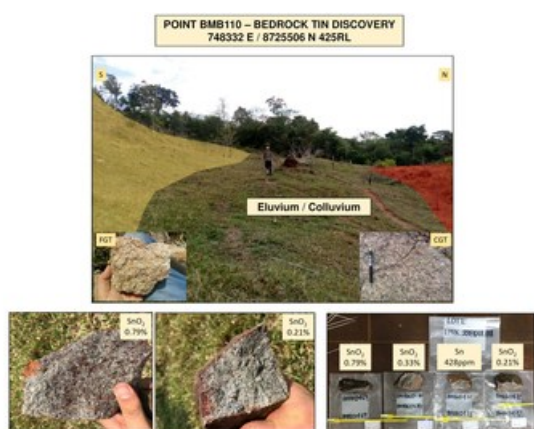 POINT BMB110 – BEDROCK TIN DISCOVERY
748332 E / 8725506 N 425RL
S
N
Eluvium / Colluvium
FGT
CGT
SnO2
0.79%
SnO2
0.21%
SnO2
0.79%
SnO2
0.33%
Sn
428ppm
SnO2
0.21%